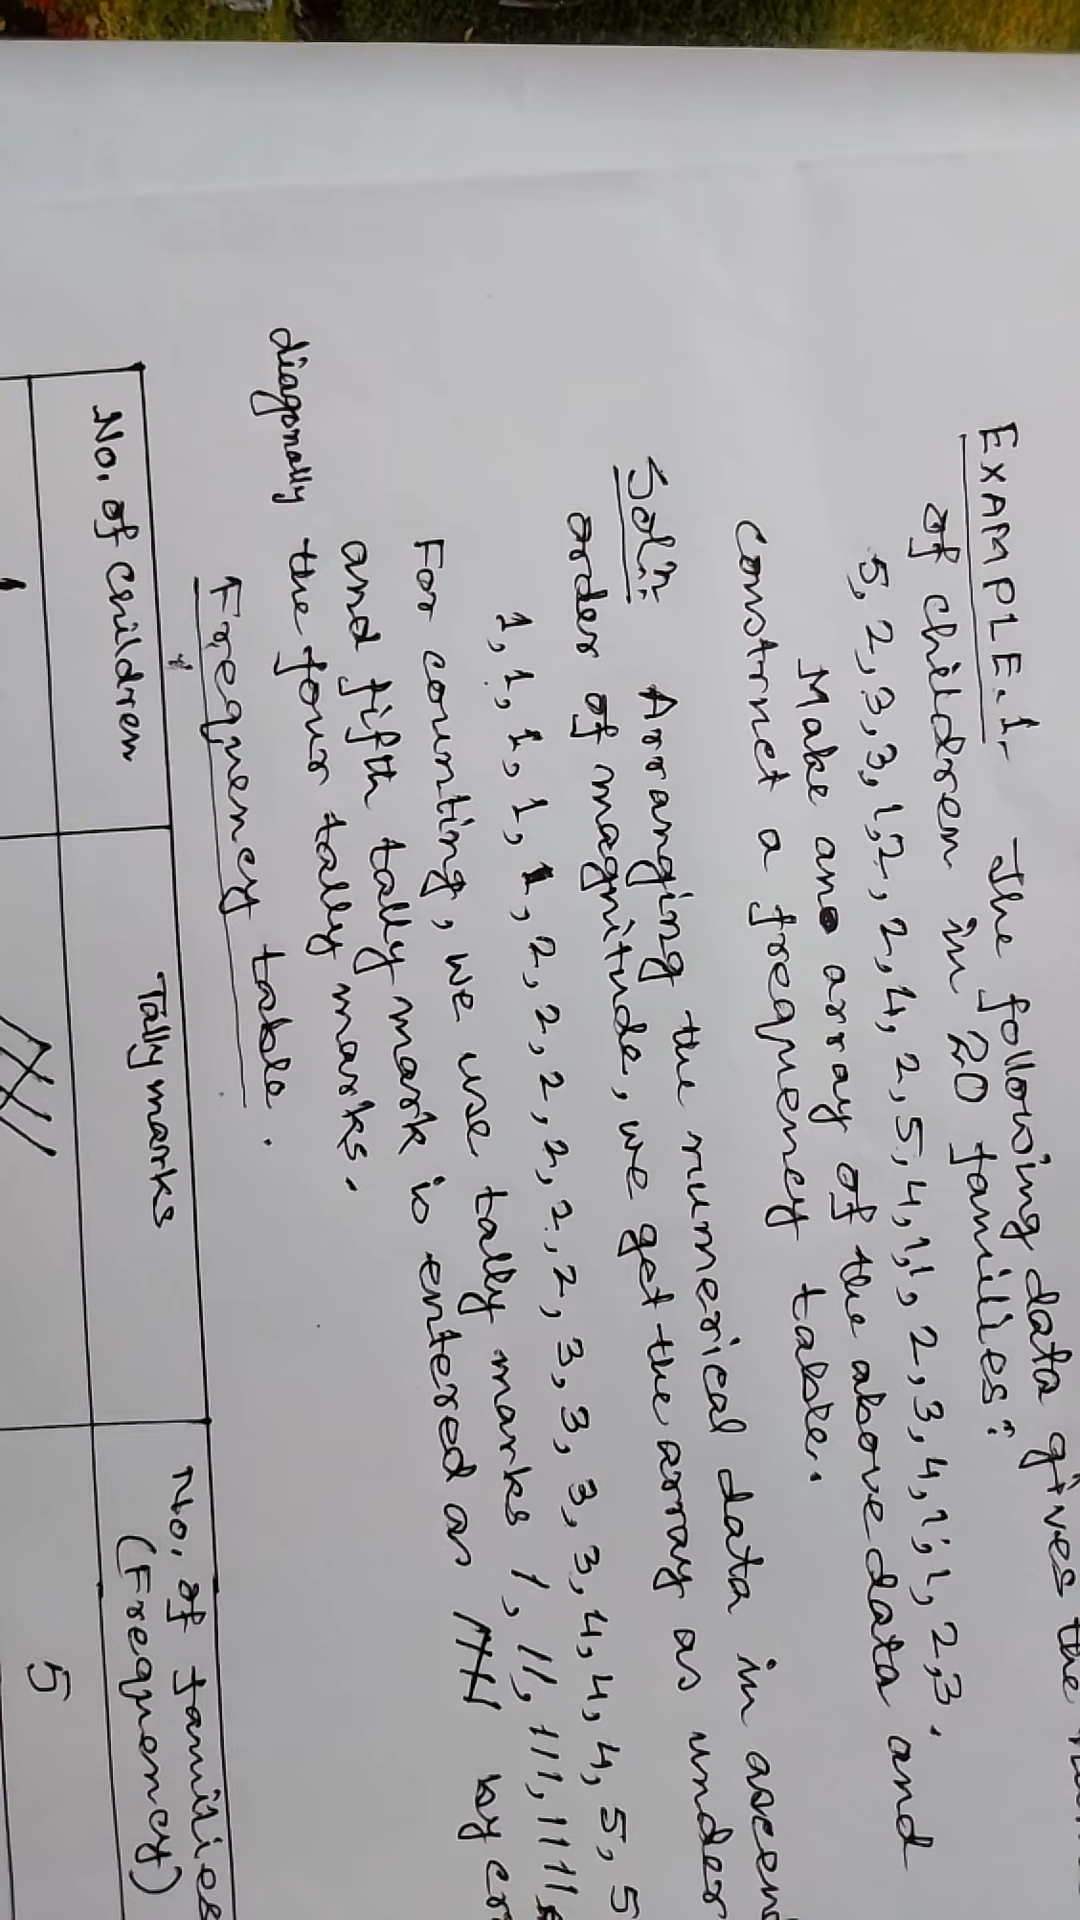 EXAMPLE.1- The following data gives the
of children in 20 families:
5, 2, 3, 3, 1, 2, 2, 4, 2, 5, 4, 1, 1, 2, 3, 4, 1, 1, 2, 3.
Make an array of the above data and
construct a frequency table.
Soln. Arranging the numerical data in ascen
order of magnitude, we get the array as under
1, 1, 1, 1, 1, 2, 2, 2, 2, 2, 2, 3, 3, 3, 3, 4, 4, 4, 5, 5
For counting, we use tally marks /, //, ///, ////
and fifth tally mark is entered as by cr
diagonally the four tally marks.
Frequency table.
No. of children Tally marks No. of families
(Frequency)
5